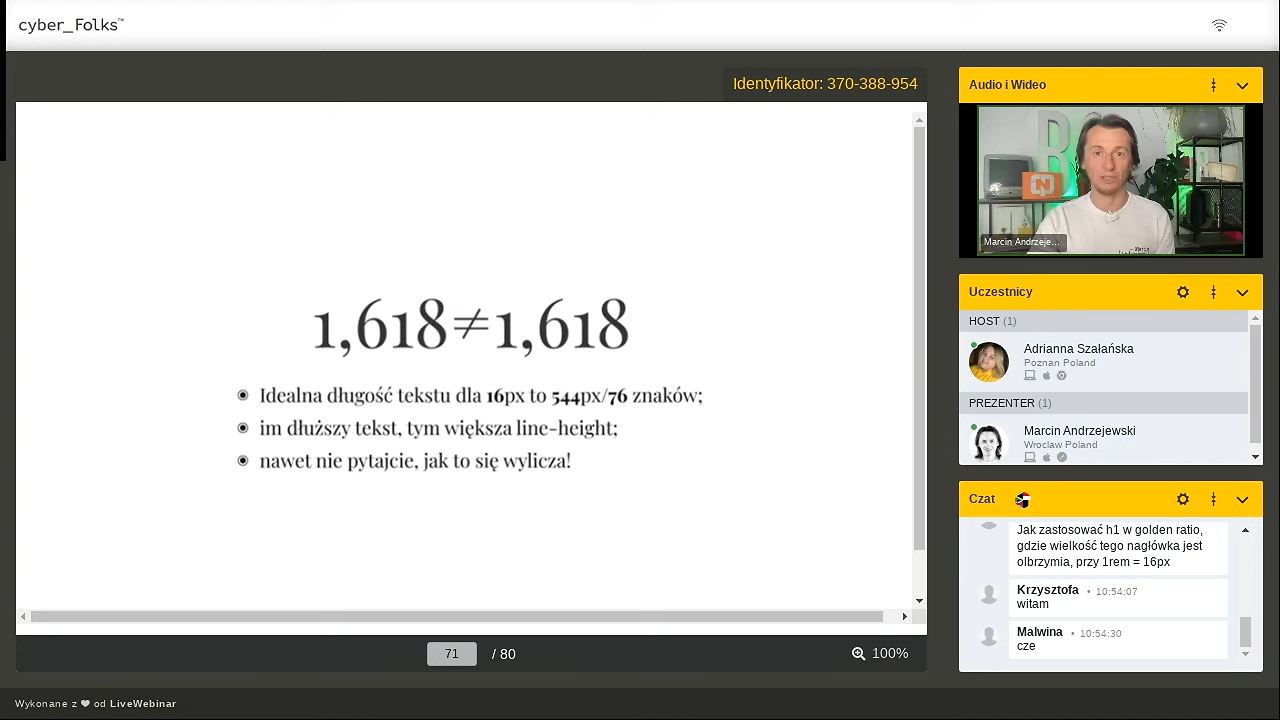 cyber_Folks™
Identyfikator: 370-388-954
1,618≠1,618
Idealna długość tekstu dla 16px to 544px/76 znaków;
im dłuższy tekst, tym większa line-height;
nawet nie pytajcie, jak to się wylicza!
71 / 80
100%
Audio i Wideo
Marcin Andrzeje...
Uczestnicy
HOST (1)
Adrianna Szałańska
Poznan Poland
PREZENTER (1)
Marcin Andrzejewski
Wroclaw Poland
Czat
Jak zastosować h1 w golden ratio,
gdzie wielkość tego nagłówka jest
olbrzymia, przy 1rem = 16px
Krzysztofa • 10:54:07
witam
Malwina • 10:54:30
cze
Wykonane z ❤ od LiveWebinar